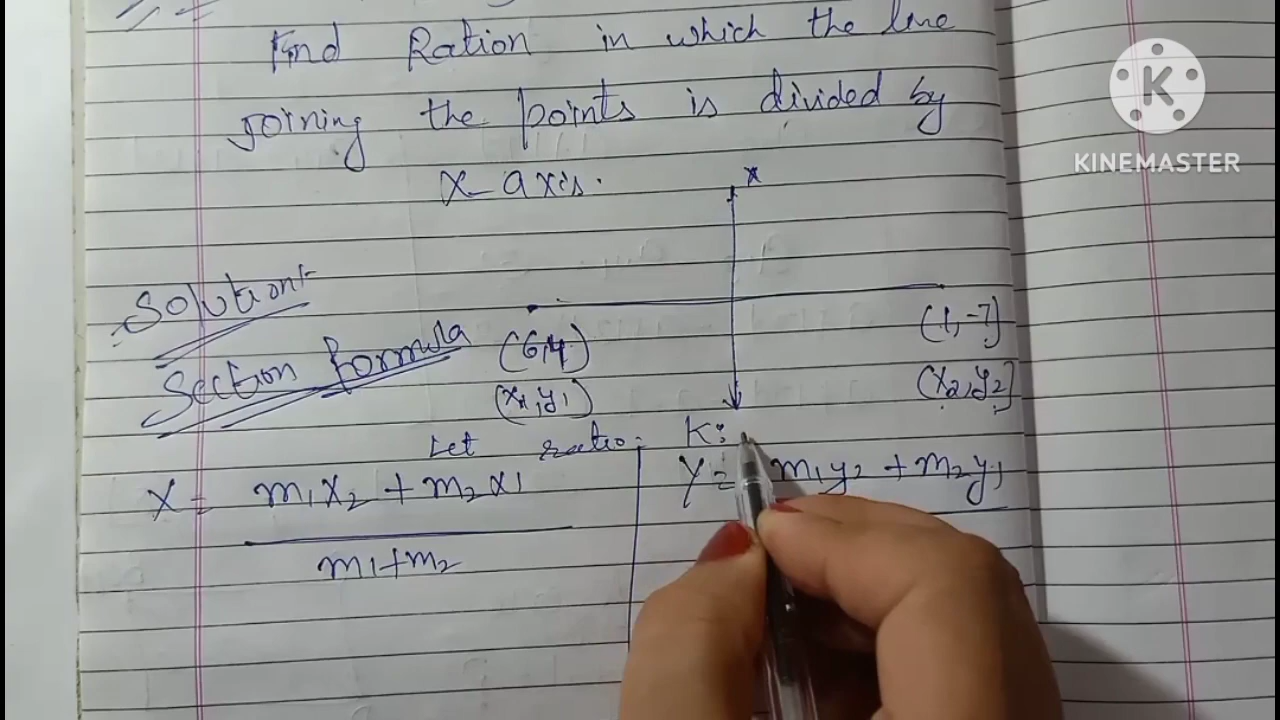 Find Ration in which the line
joining the points is divided by
x-axis.
x
Solution:-
Section formula
(6,4)
(1,-7)
(x1,y1)
(x2,y2)
Let ratio: K:
X = m1x2 + m2x1
m1+m2
y = m1y2 + m2y1
K
KINEMASTER